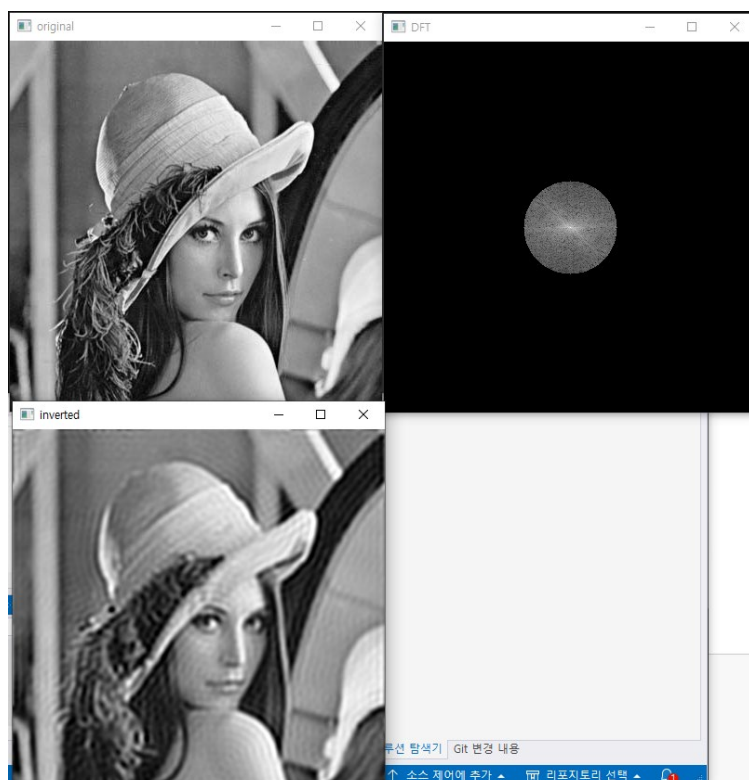 original
DFT
inverted
루션 탐색기 Git 변경 내용
소스 제어에 추가 리포지토리 선택 1